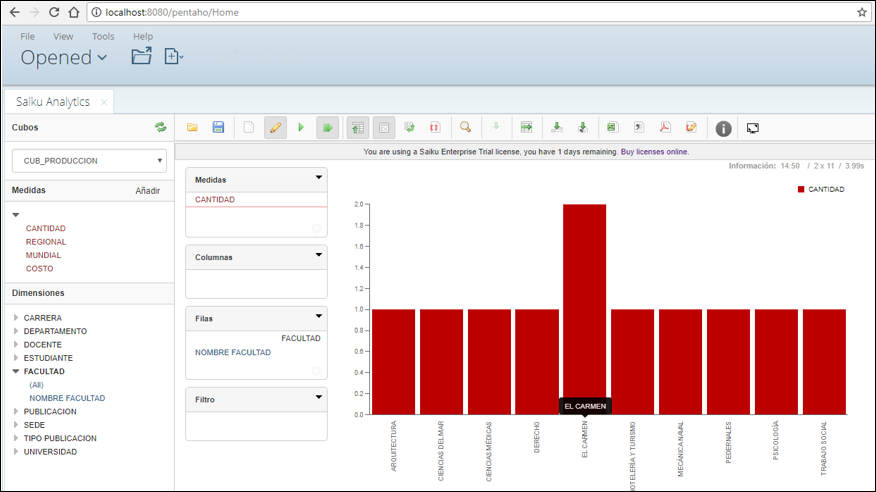 localhost:8080/pentaho/Home
File View Tools Help
Opened
Saiku Analytics ×
Cubos
You are using a Saiku Enterprise Trial license, you have 1 days remaining. Buy licenses online.
CUB_PRODUCCION
Medidas Añadir
CANTIDAD
REGIONAL
MUNDIAL
COSTO
Dimensiones
CARRERA
DEPARTAMENTO
DOCENTE
ESTUDIANTE
FACULTAD
(All)
NOMBRE FACULTAD
PUBLICACION
SEDE
TIPO PUBLICACION
UNIVERSIDAD
Medidas
CANTIDAD
Columnas
Filas
FACULTAD
NOMBRE FACULTAD
Filtro
Información: 14:50 / 2 x 11 / 3.99s
CANTIDAD
2.0
1.8
1.6
1.4
1.2
1.0
0.8
0.6
0.4
0.2
0.0
EL CARMEN
ARQUITECTURA
CIENCIAS DEL MAR
CIENCIAS MÉDICAS
DERECHO
EL CARMEN
HOTELERÍA Y TURISMO
MECÁNICA NAVAL
PEDERNALES
PSICOLOGÍA
TRABAJO SOCIAL